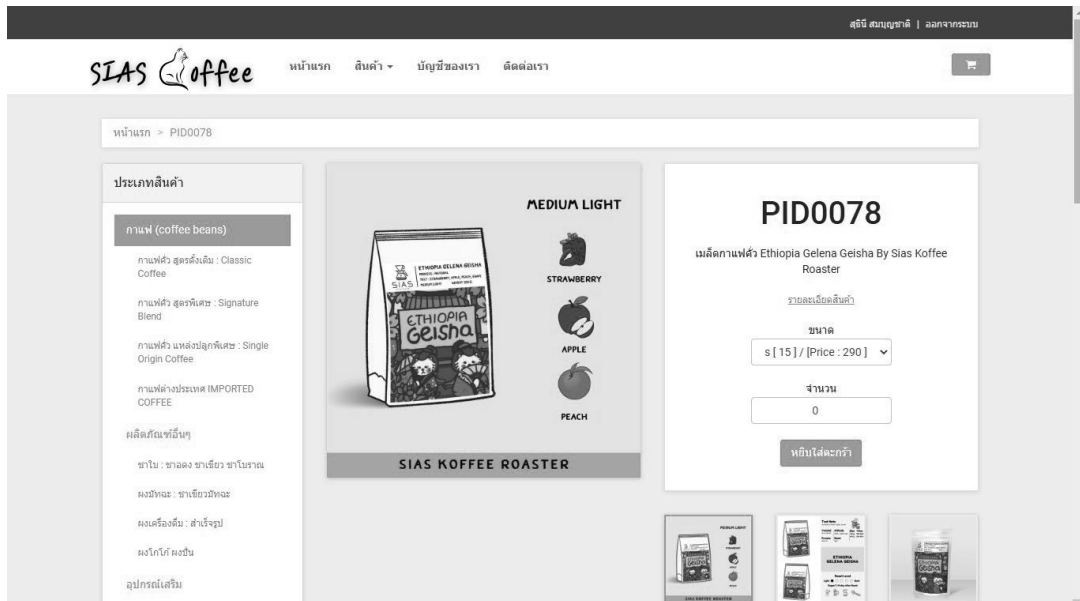 สุธินี สมบุญชาติ | ออกจากระบบ
SIAS Coffee
หน้าแรก สินค้า บัญชีของเรา ติดต่อเรา
หน้าแรก > PID0078
ประเภทสินค้า
กาแฟ (coffee beans)
กาแฟคั่ว สูตรดั้งเดิม : Classic
Coffee
กาแฟคั่ว สูตรพิเศษ : Signature
Blend
กาแฟคั่ว แหล่งปลูกพิเศษ : Single
Origin Coffee
กาแฟต่างประเทศ IMPORTED
COFFEE
ผลิตภัณฑ์อื่นๆ
ชาใบ : ชาแดง ชาเขียว ชาโบราณ
ผงมัทฉะ : ชาเขียวมัทฉะ
ผงเครื่องดื่ม : สำเร็จรูป
ผงโกโก้ ผงปั่น
อุปกรณ์เสริม
MEDIUM LIGHT
STRAWBERRY
APPLE
PEACH
SIAS
ETHIOPIA GELENA GEISHA
ETHIOPIA
Geisha
SIAS KOFFEE ROASTER
PID0078
เมล็ดกาแฟคั่ว Ethiopia Gelena Geisha By Sias Koffee
Roaster
รายละเอียดสินค้า
ขนาด
s [ 15 ] / [Price : 290 ]
จำนวน
0
หยิบใส่ตะกร้า
MEDIUM LIGHT
SIAS KOFFEE ROASTER
ETHIOPIA
GELENA GEISHA